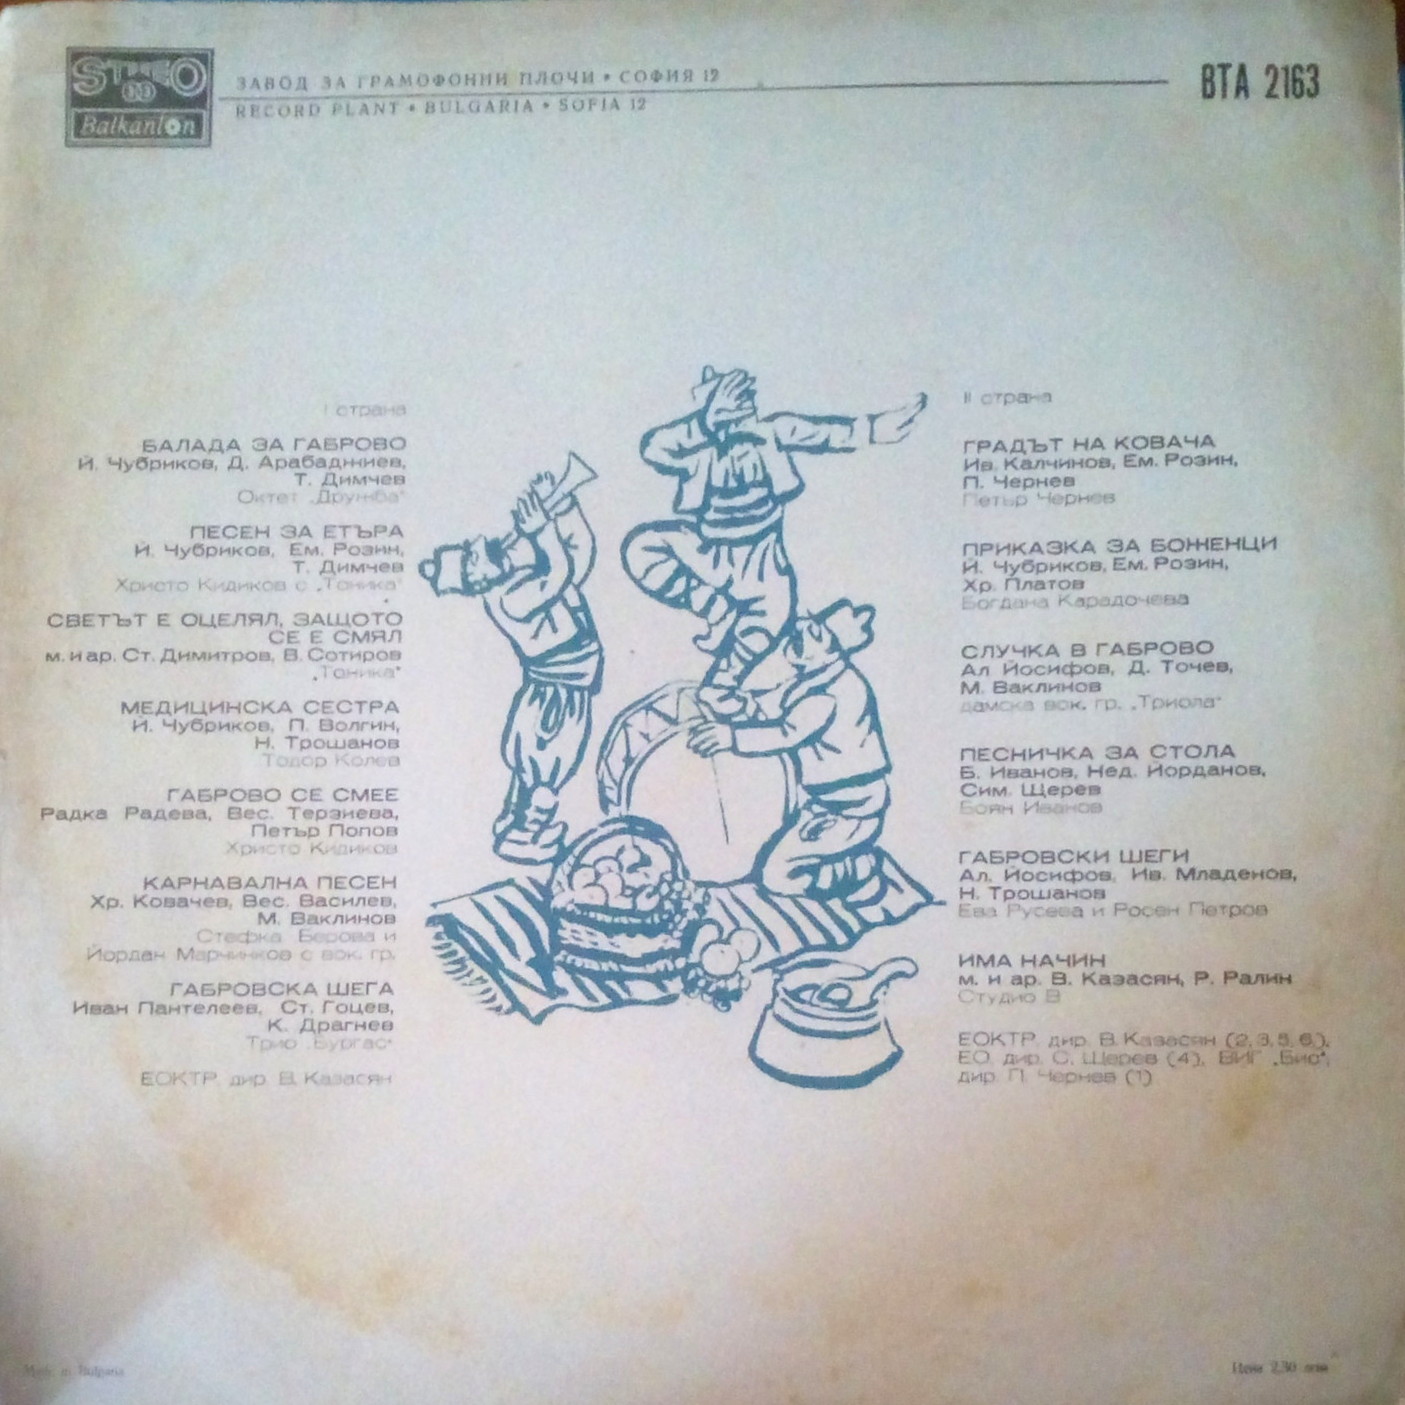 STEREO
Balkanton
ЗАВОД ЗА ГРАМОФОННИ ПЛОЧИ • СОФИЯ 12
RECORD PLANT • BULGARIA • SOFIA 12
ВТА 2163
I страна
БАЛАДА ЗА ГАБРОВО
Й. Чубриков, Д. Арабаджиев,
Т. Димчев
Октет „Дружба“
ПЕСЕН ЗА ЕТЪРА
Й. Чубриков, Ем. Розин,
Т. Димчев
Христо Кидиков с „Тоника“
СВЕТЪТ Е ОЦЕЛЯЛ, ЗАЩОТО
СЕ Е СМЯЛ
м. и ар. Ст. Димитров, В. Сотиров
„Тоника“
МЕДИЦИНСКА СЕСТРА
Й. Чубриков, П. Волгин,
Н. Трошанов
Тодор Колев
ГАБРОВО СЕ СМЕЕ
Радка Радева, Вес. Терзиева,
Петър Попов
Христо Кидиков
КАРНАВАЛНА ПЕСЕН
Хр. Ковачев, Вес. Василев,
М. Ваклинов
Стефка Берова и
Йордан Марчинков с вок. гр.
ГАБРОВСКА ШЕГА
Иван Пантелеев, Ст. Гоцев,
К. Драгнев
Трио „Бургас“
ЕОКТР, дир. В. Казасян
II страна
ГРАДЪТ НА КОВАЧА
Ив. Калчинов, Ем. Розин,
П. Чернев
Петър Чернев
ПРИКАЗКА ЗА БОЖЕНЦИ
Й. Чубриков, Ем. Розин,
Хр. Платов
Богдана Карадочева
СЛУЧКА В ГАБРОВО
Ал. Йосифов, Д. Точев,
М. Ваклинов
дамска вок. гр. „Триола“
ПЕСНИЧКА ЗА СТОЛА
Б. Иванов, Нед. Йорданов,
Сим. Щерев
Боян Иванов
ГАБРОВСКИ ШЕГИ
Ал. Йосифов, Ив. Младенов,
Н. Трошанов
Ева Русева и Росен Петров
ИМА НАЧИН
м. и ар. В. Казасян, Р. Ралин
Студио В
ЕОКТР, дир. В. Казасян (2, 3, 5, 6,),
ЕО, дир. С. Щерев (4), ВИГ „Бис“,
дир. П. Чернев (1)
Made in Bulgaria
Цена 2,30 лева